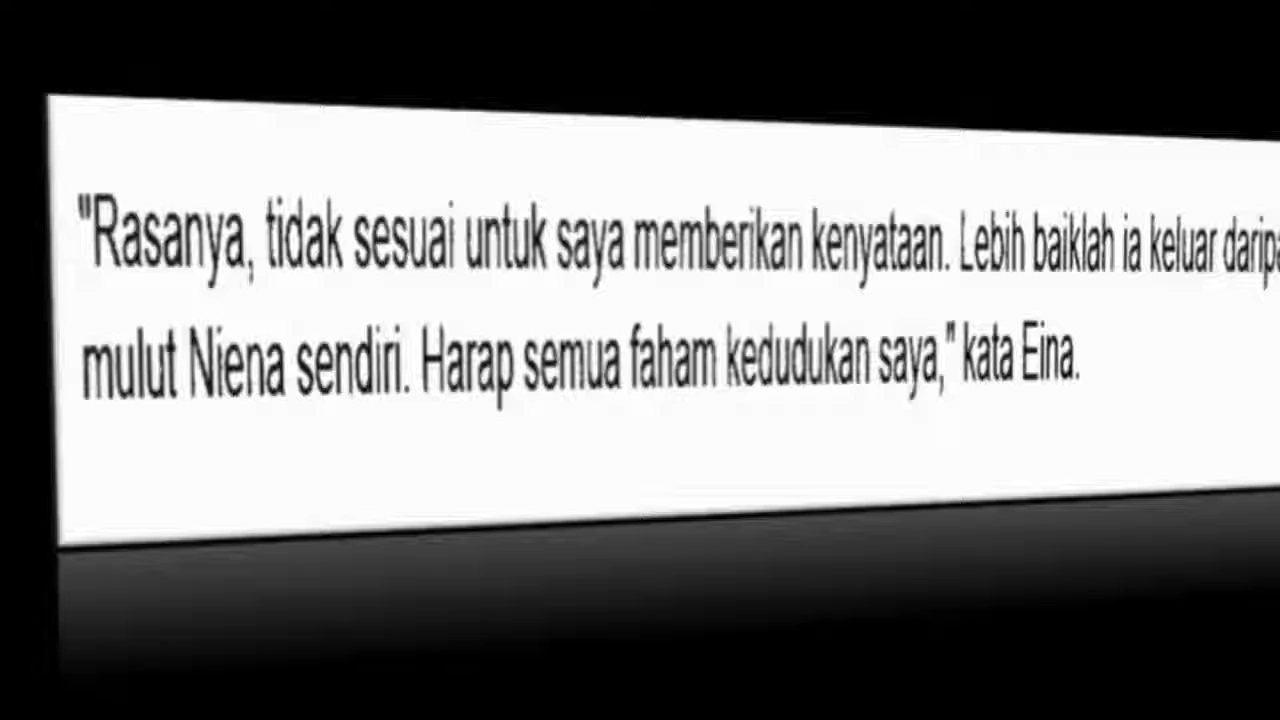 "Rasanya, tidak sesuai untuk saya memberikan kenyataan. Lebih baiklah ia keluar
mulut Niena sendiri. Harap semua faham kedudukan saya," kata Eina.